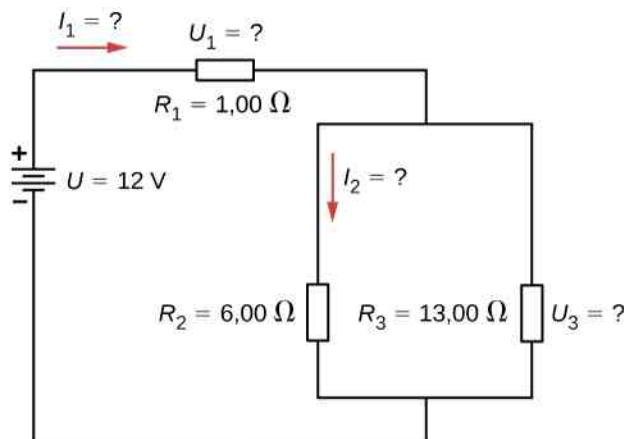 I₁ = ?
U₁ = ?
R₁ = 1,00 Ω
+
U = 12 V
−
I₂ = ?
R₂ = 6,00 Ω
R₃ = 13,00 Ω
U₃ = ?